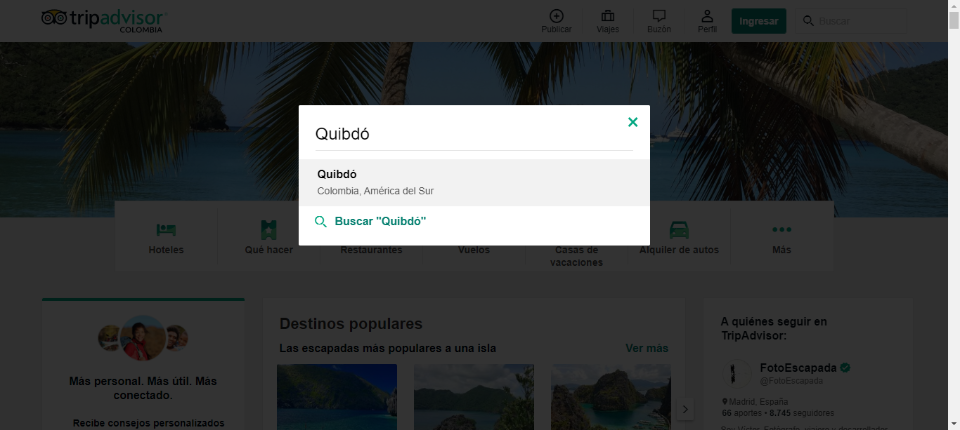 tripadvisor
COLOMBIA
Publicar
Viajes
Buzón
Perfil
Ingresar
Buscar
Quibdó
Quibdó
Colombia, América del Sur
Buscar "Quibdó"
Hoteles
Qué hacer
Restaurantes
Vuelos
Casas de
vacaciones
Alquiler de autos
Más
Más personal. Más útil. Más
conectado.
Recibe consejos personalizados
Destinos populares
Las escapadas más populares a una isla
Ver más
A quiénes seguir en
TripAdvisor:
FotoEscapada
@FotoEscapada
Madrid, España
66 aportes • 8.745 seguidores